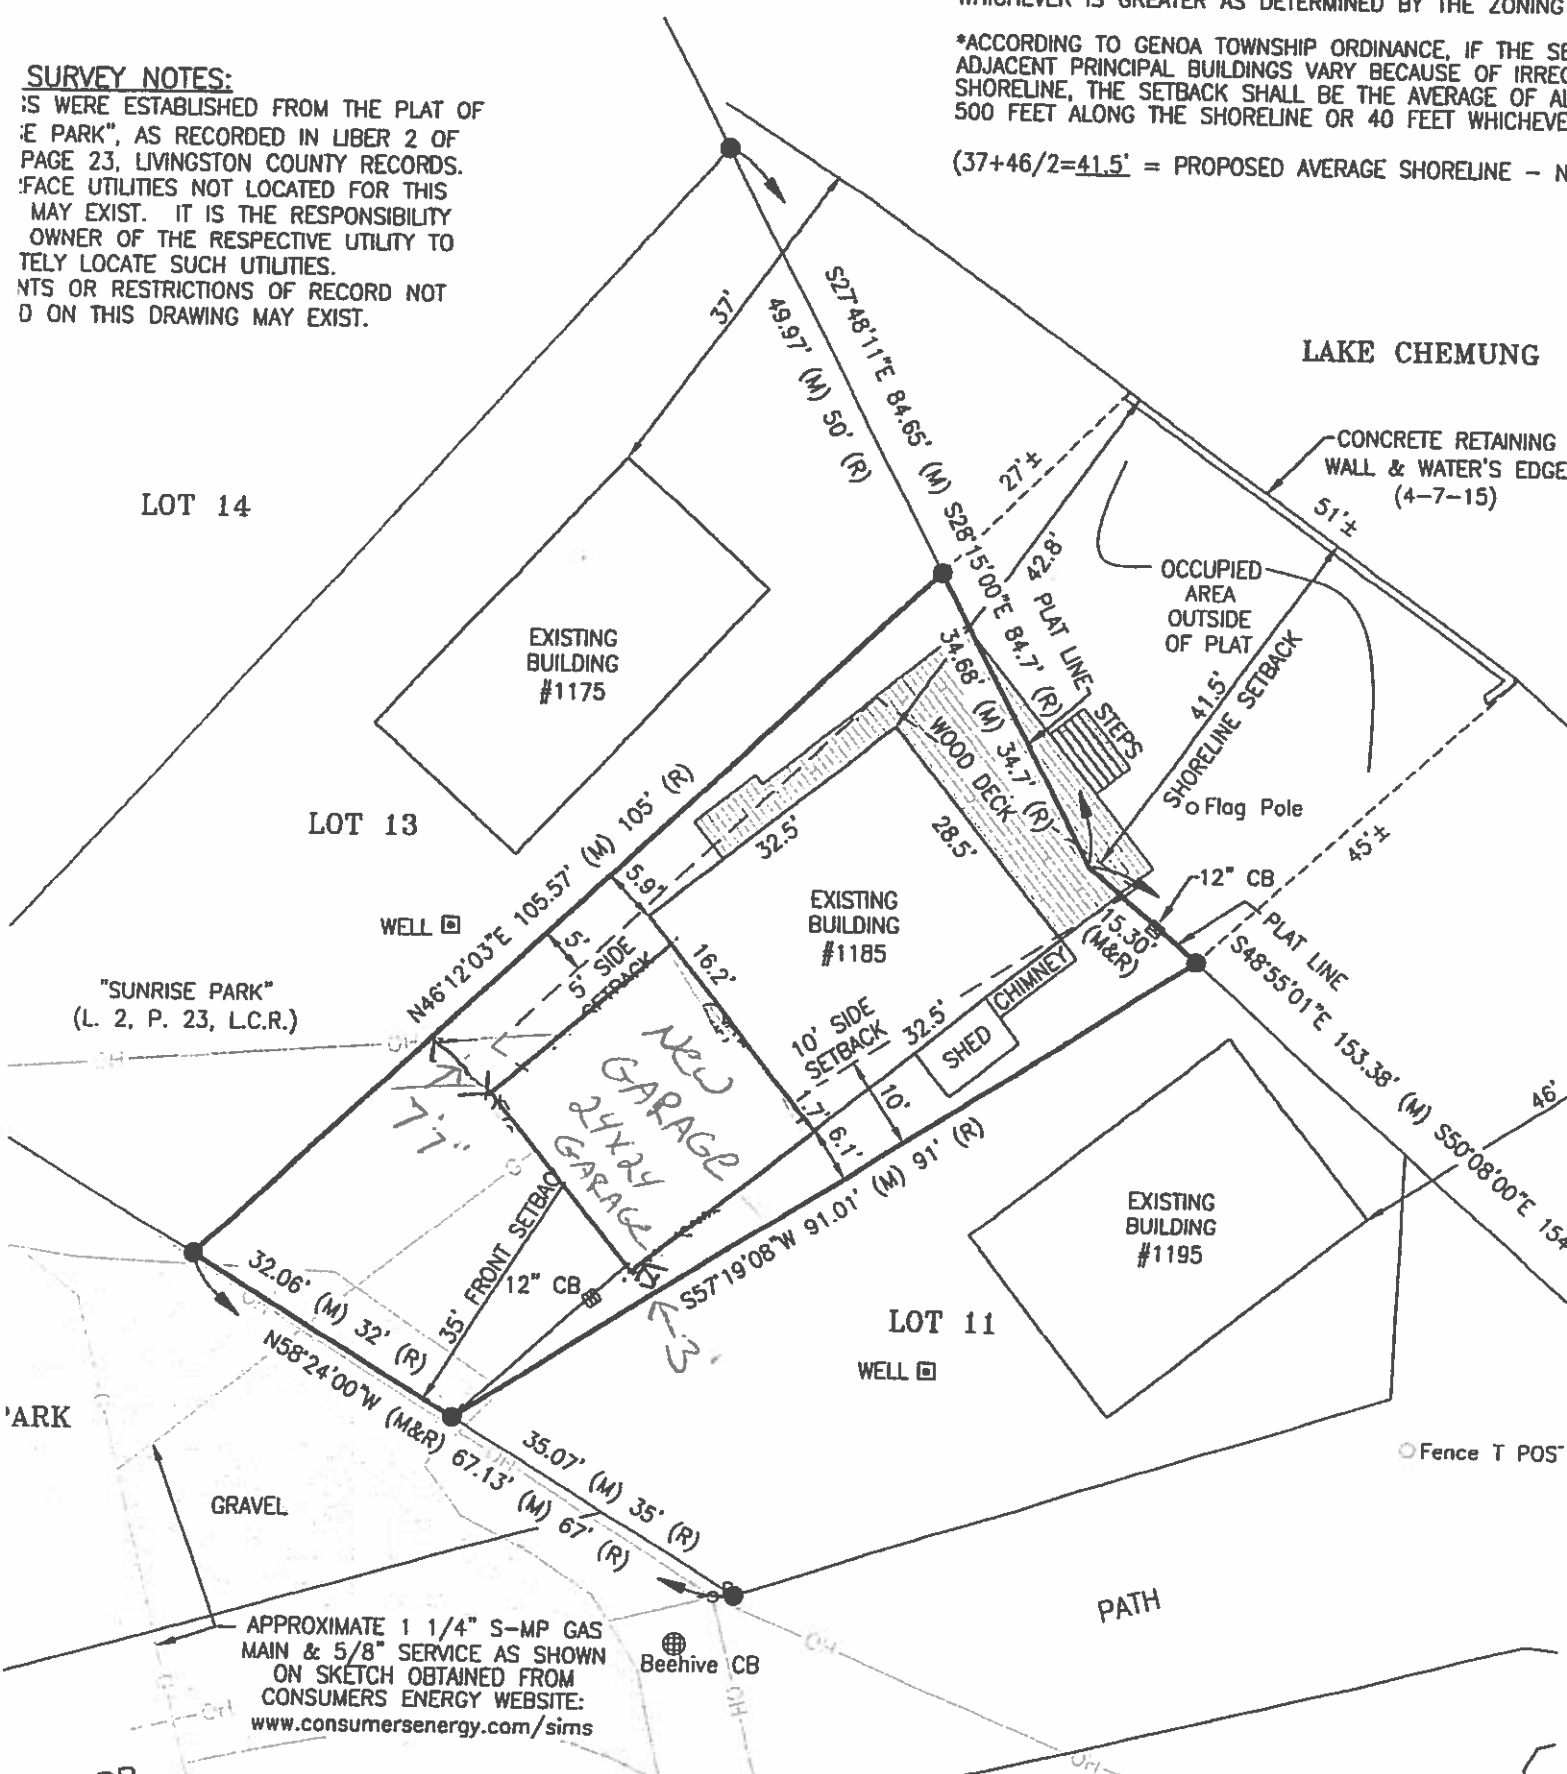 WHICHEVER IS GREATER AS DETERMINED BY THE ZONING
*ACCORDING TO GENOA TOWNSHIP ORDINANCE, IF THE SE
ADJACENT PRINCIPAL BUILDINGS VARY BECAUSE OF IRREG
SHORELINE, THE SETBACK SHALL BE THE AVERAGE OF AL
500 FEET ALONG THE SHORELINE OR 40 FEET WHICHEVE
(37+46/2=41.5' = PROPOSED AVERAGE SHORELINE - N
SURVEY NOTES:
S WERE ESTABLISHED FROM THE PLAT OF
E PARK", AS RECORDED IN LIBER 2 OF
PAGE 23, LIVINGSTON COUNTY RECORDS.
FACE UTILITIES NOT LOCATED FOR THIS
MAY EXIST. IT IS THE RESPONSIBILITY
OWNER OF THE RESPECTIVE UTILITY TO
TELY LOCATE SUCH UTILITIES.
NTS OR RESTRICTIONS OF RECORD NOT
D ON THIS DRAWING MAY EXIST.
37'
S27°48'11"E 84.65' (M) S28°15'00"E 84.7' (R)
49.97' (M) 50' (R)
LAKE CHEMUNG
CONCRETE RETAINING
WALL & WATER'S EDGE
(4-7-15)
27'±
51'±
LOT 14
42.8'
PLAT LINE
OCCUPIED
AREA
OUTSIDE
OF PLAT
EXISTING
BUILDING
#1175
34.68' (M) 34.7' (R)
STEPS
41.5'
SHORELINE SETBACK
WOOD DECK
Flag Pole
LOT 13
32.5'
28.5'
45'±
N46°12'03"E 105.57' (M) 105' (R)
5.9'
12" CB
EXISTING
BUILDING
#1185
15.30'
(M&R)
PLAT LINE
WELL
5'
5' SIDE
SETBACK
16.2'
CHIMNEY
S48°55'01"E 153.38' (M) S50°08'00"E 154
"SUNRISE PARK"
(L. 2, P. 23, L.C.R.)
10' SIDE
SETBACK
32.5'
SHED
OH
OH
NEW
GARAGE
24X24
GARAGE
7'7"
1.7'
6.1'
10'
46'
G
S57°19'08"W 91.01' (M) 91' (R)
EXISTING
BUILDING
#1195
35' FRONT SETBAC
12" CB
3
32.06' (M) 32' (R)
N58°24'00"W (M&R) 67.13' (M) 67' (R)
LOT 11
WELL
ARK
35.07' (M) 35' (R)
OH
Fence T POST
GRAVEL
PATH
APPROXIMATE 1 1/4" S-MP GAS
MAIN & 5/8" SERVICE AS SHOWN
ON SKETCH OBTAINED FROM
CONSUMERS ENERGY WEBSITE:
www.consumersenergy.com/sims
Beehive CB
OH
OH
OH
OH